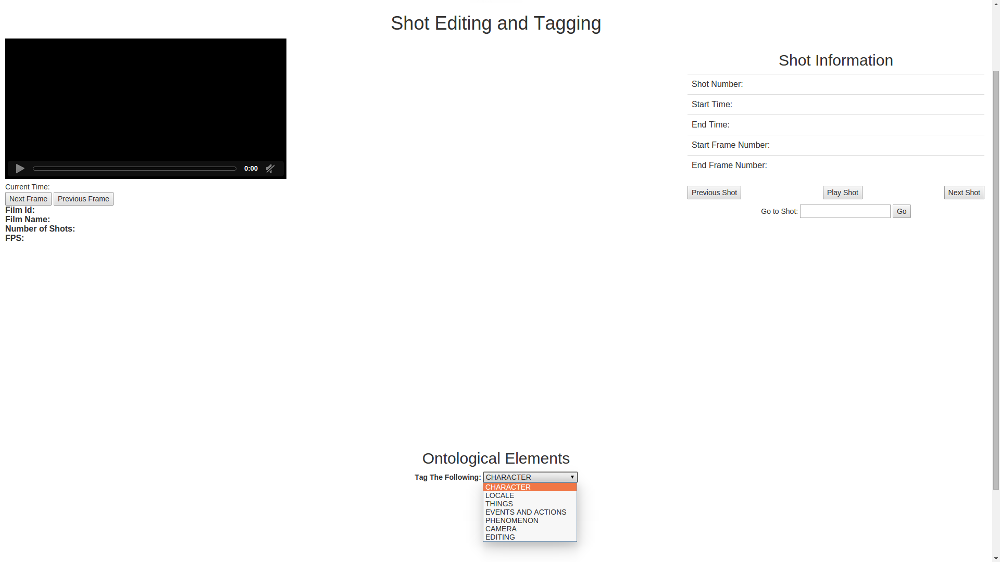 Shot Editing and Tagging
0:00
Current Time:
Next Frame Previous Frame
Film Id:
Film Name:
Number of Shots:
FPS:
Shot Information
Shot Number:
Start Time:
End Time:
Start Frame Number:
End Frame Number:
Previous Shot Play Shot Next Shot
Go to Shot: Go
Ontological Elements
Tag The Following: CHARACTER
CHARACTER
LOCALE
THINGS
EVENTS AND ACTIONS
PHENOMENON
CAMERA
EDITING